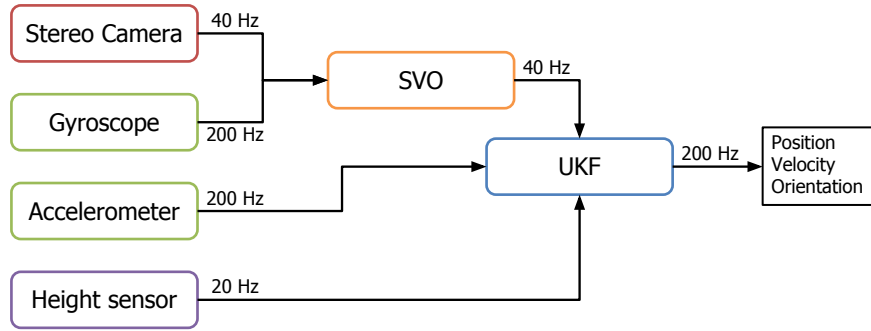 Stereo Camera
40 Hz
SVO
40 Hz
Gyroscope
200 Hz
UKF
200 Hz
Position
Velocity
Orientation
Accelerometer
200 Hz
Height sensor
20 Hz